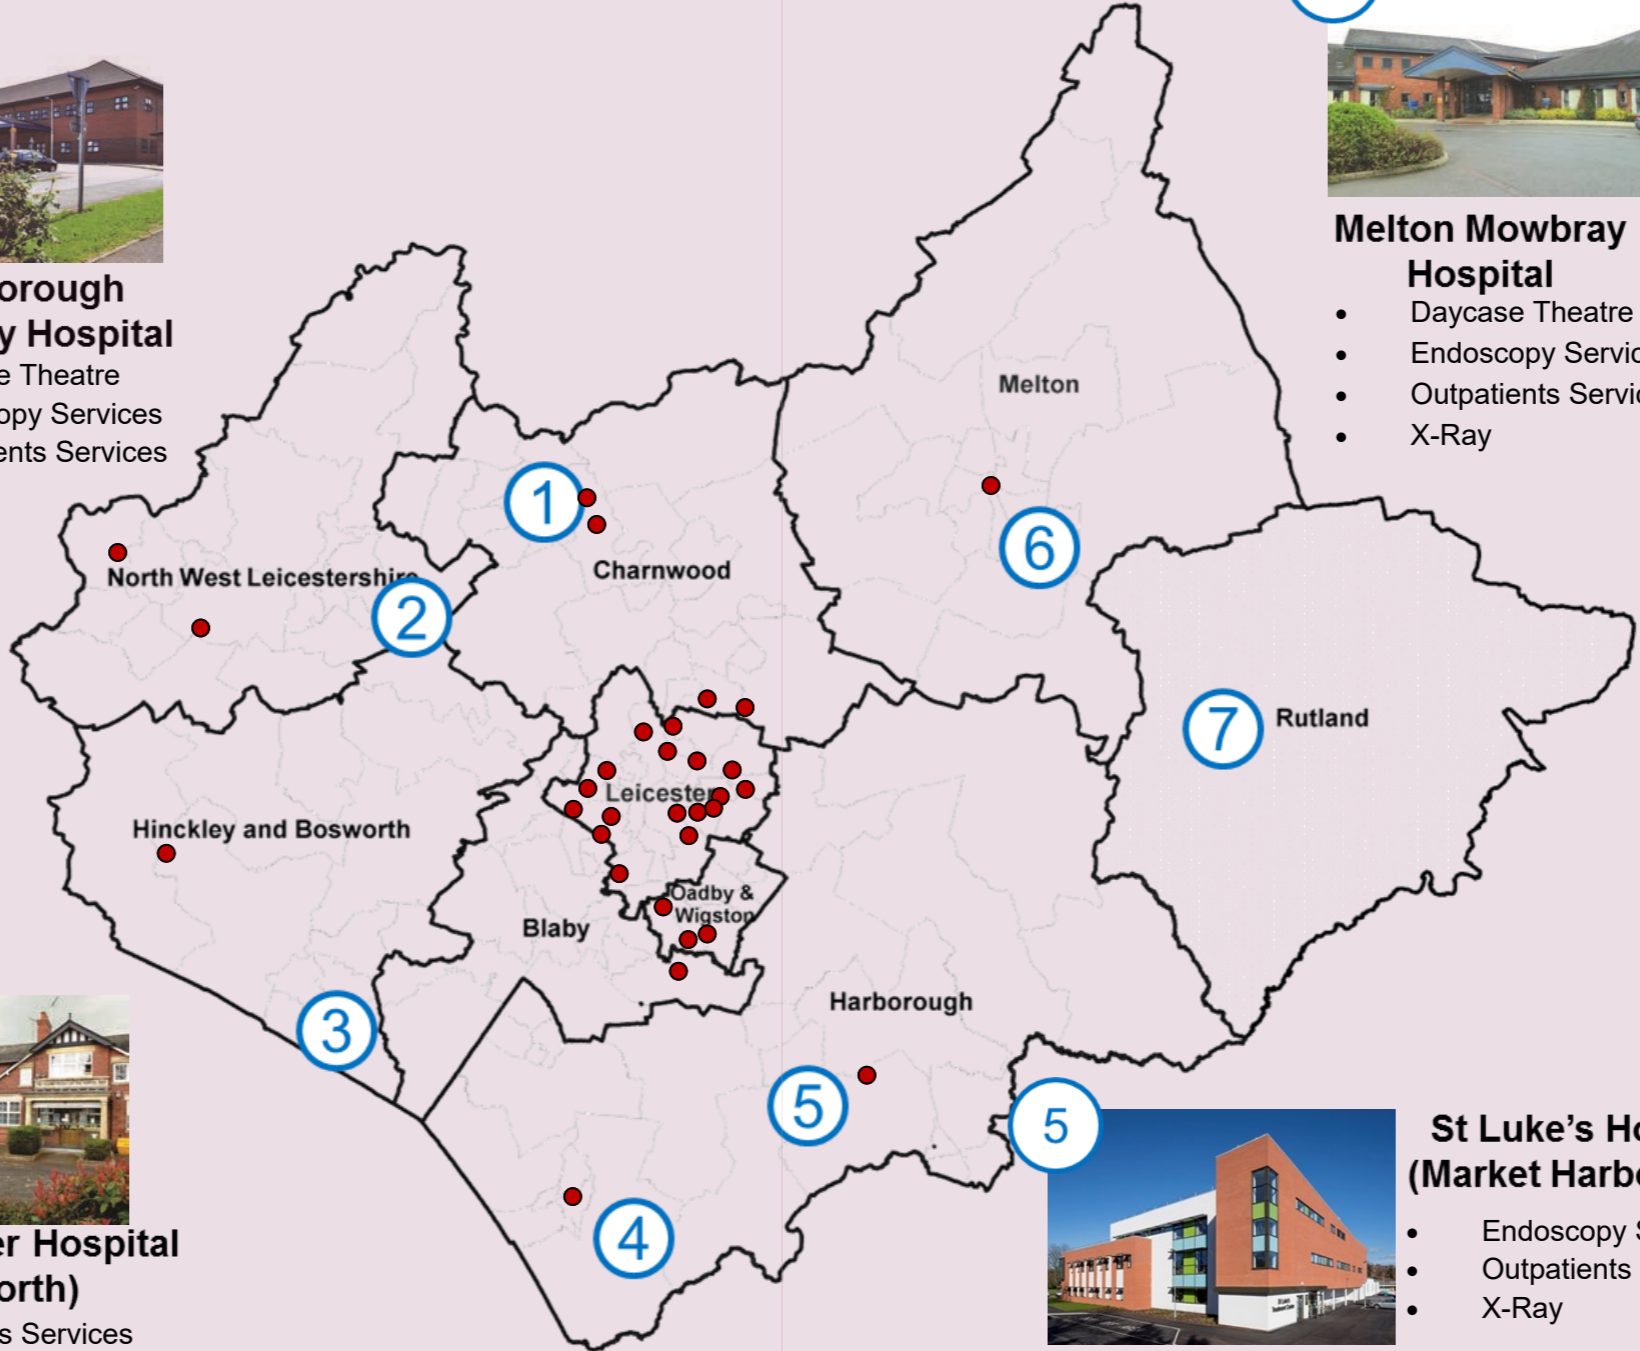 orough
y Hospital
e Theatre
opy Services
ents Services
Melton Mowbray
Hospital
• Daycase Theatre
• Endoscopy Servic
• Outpatients Servic
• X-Ray
Melton
1
6
North West Leicestershire
Charnwood
2
7
Rutland
Leicester
Hinckley and Bosworth
Oadby &
Wigston
Blaby
Harborough
3
5
4
5
er Hospital
orth)
s Services
St Luke's Ho
(Market Harbo
• Endoscopy S
• Outpatients
• X-Ray